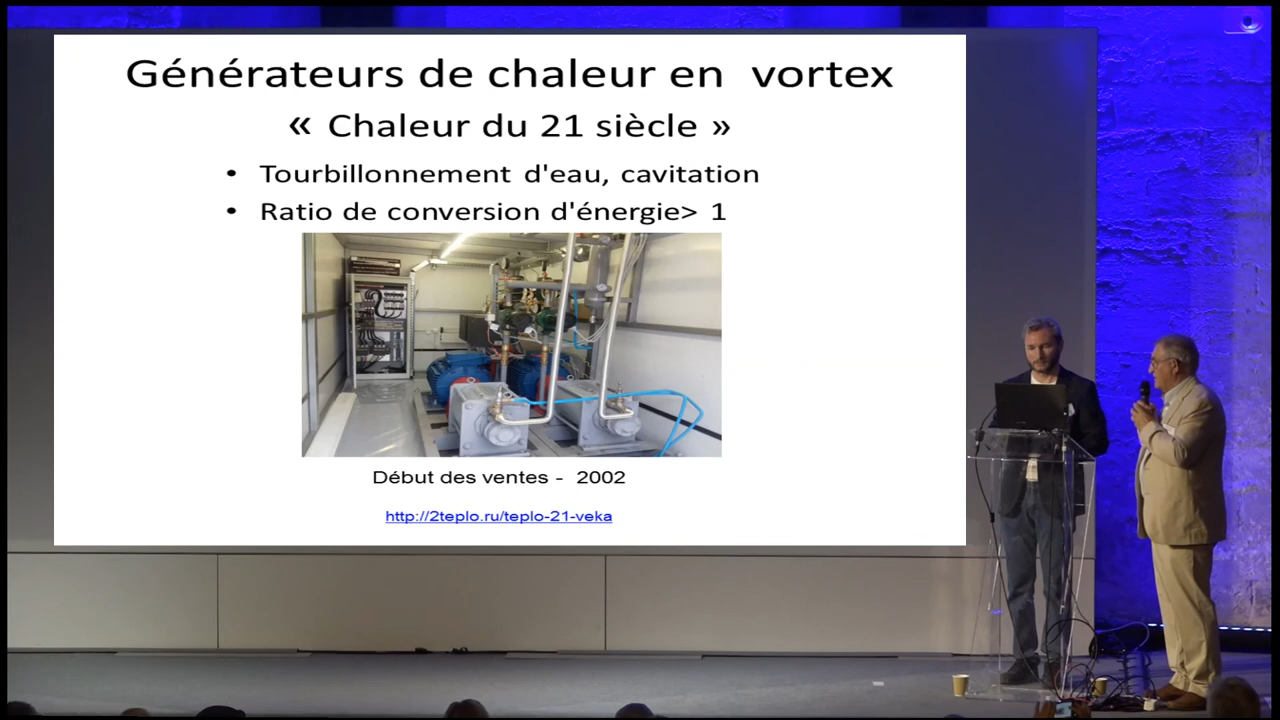 Générateurs de chaleur en vortex
« Chaleur du 21 siècle »
• Tourbillonnement d'eau, cavitation
• Ratio de conversion d'énergie> 1
Début des ventes - 2002
http://2teplo.ru/teplo-21-veka